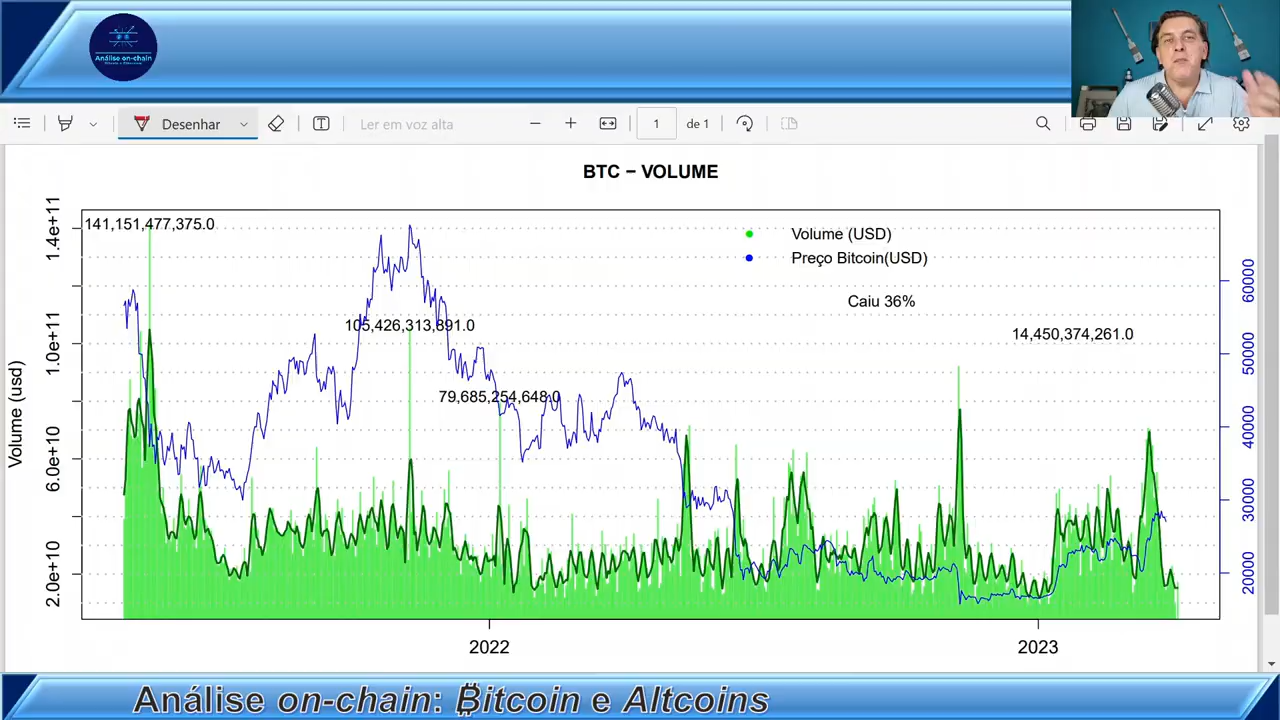 Análise on-chain
Desenhar
Ler em voz alta
1
de 1
BTC − VOLUME
141,151,477,375.0
105,426,313,891.0
79,685,254,648.0
Volume (USD)
Preço Bitcoin(USD)
Caiu 36%
14,450,374,261.0
Volume (usd)
1.4e+11
1.0e+11
6.0e+10
2.0e+10
60000
50000
40000
30000
20000
2022
2023
Análise on-chain: ₿itcoin e Altcoins